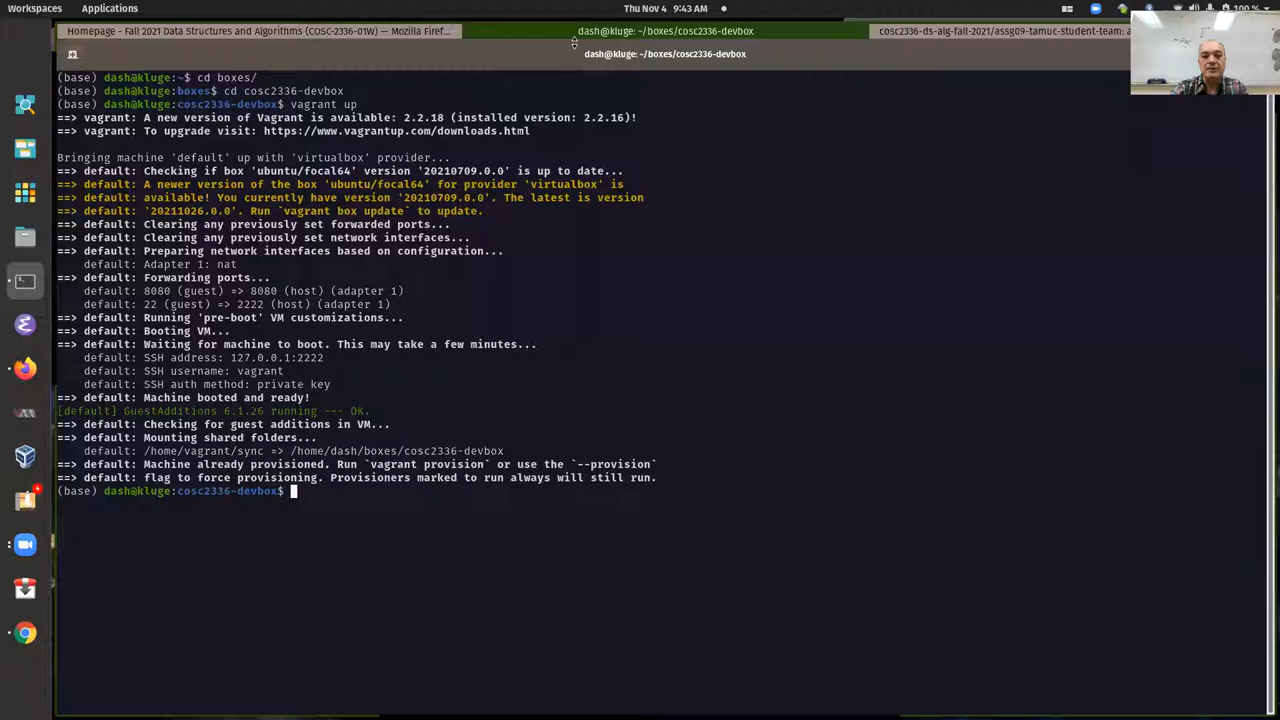 Workspaces Applications Thu Nov 4 9:43 AM 100 %
Homepage - Fall 2021 Data Structures and Algorithms (COSC-2336-01W) — Mozilla Firef...
dash@kluge: ~/boxes/cosc2336-devbox
cosc2336-ds-alg-fall-2021/assg09-tamuc-student-team: a
dash@kluge: ~/boxes/cosc2336-devbox
(base) dash@kluge:~$ cd boxes/
(base) dash@kluge:boxes$ cd cosc2336-devbox
(base) dash@kluge:cosc2336-devbox$ vagrant up
==> vagrant: A new version of Vagrant is available: 2.2.18 (installed version: 2.2.16)!
==> vagrant: To upgrade visit: https://www.vagrantup.com/downloads.html
Bringing machine 'default' up with 'virtualbox' provider...
==> default: Checking if box 'ubuntu/focal64' version '20210709.0.0' is up to date...
==> default: A newer version of the box 'ubuntu/focal64' for provider 'virtualbox' is
==> default: available! You currently have version '20210709.0.0'. The latest is version
==> default: '20211026.0.0'. Run `vagrant box update` to update.
==> default: Clearing any previously set forwarded ports...
==> default: Clearing any previously set network interfaces...
==> default: Preparing network interfaces based on configuration...
default: Adapter 1: nat
==> default: Forwarding ports...
default: 8080 (guest) => 8080 (host) (adapter 1)
default: 22 (guest) => 2222 (host) (adapter 1)
==> default: Running 'pre-boot' VM customizations...
==> default: Booting VM...
==> default: Waiting for machine to boot. This may take a few minutes...
default: SSH address: 127.0.0.1:2222
default: SSH username: vagrant
default: SSH auth method: private key
==> default: Machine booted and ready!
[default] GuestAdditions 6.1.26 running --- OK.
==> default: Checking for guest additions in VM...
==> default: Mounting shared folders...
default: /home/vagrant/sync => /home/dash/boxes/cosc2336-devbox
==> default: Machine already provisioned. Run `vagrant provision` or use the `--provision`
==> default: flag to force provisioning. Provisioners marked to run always will still run.
(base) dash@kluge:cosc2336-devbox$